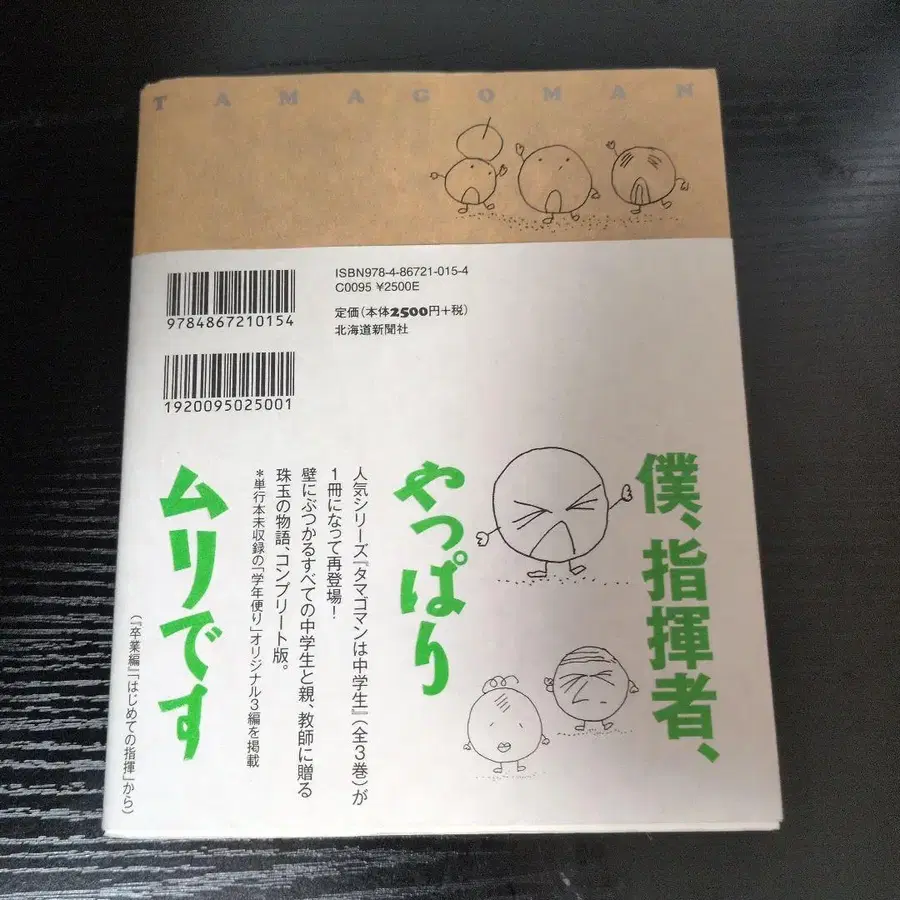 TAMAGOMAN
ISBN978-4-86721-015-4
C0095 ¥2500E
定価(本体2500円+税)
北海道新聞社
9784867210154
1920095025001
僕、指揮者、
やっぱり
ムリです
人気シリーズ『タマゴマンは中学生』(全3巻)が
1冊になって再登場!
壁にぶつかるすべての中学生と親、教師に贈る
珠玉の物語、コンプリート版。
*単行本未収録の「学年便り」オリジナル3編を掲載
(『卒業編』「はじめての指揮」から)